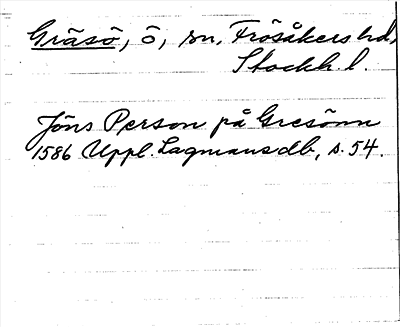 Gräsö, ö, sn, Frösåkers hd,
Stockh. l.
Jöns Person på Gresönn
1586 Uppl. Lagmansdb, s. 54.